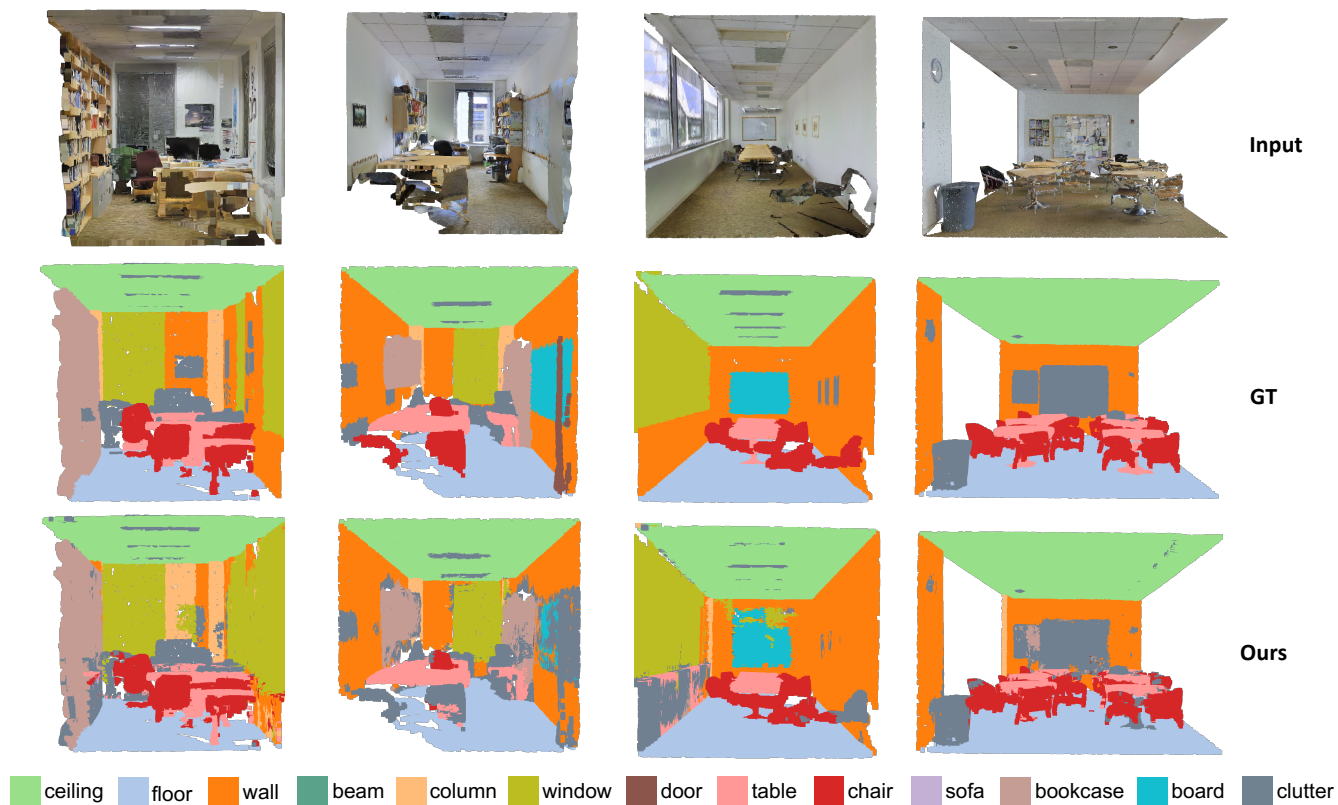 Input
GT
Ours
ceiling floor wall beam column window door table chair sofa bookcase board clutter